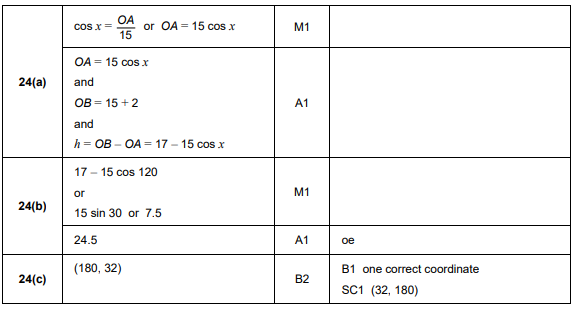 cos x = OA/15 or OA = 15 cos x M1
24(a)
OA = 15 cos x
and
OB = 15 + 2
and
h = OB – OA = 17 – 15 cos x
A1
24(b)
17 – 15 cos 120
or
15 sin 30 or 7.5
M1
24.5 A1 oe
24(c)
(180, 32)
B2
B1 one correct coordinate
SC1 (32, 180)